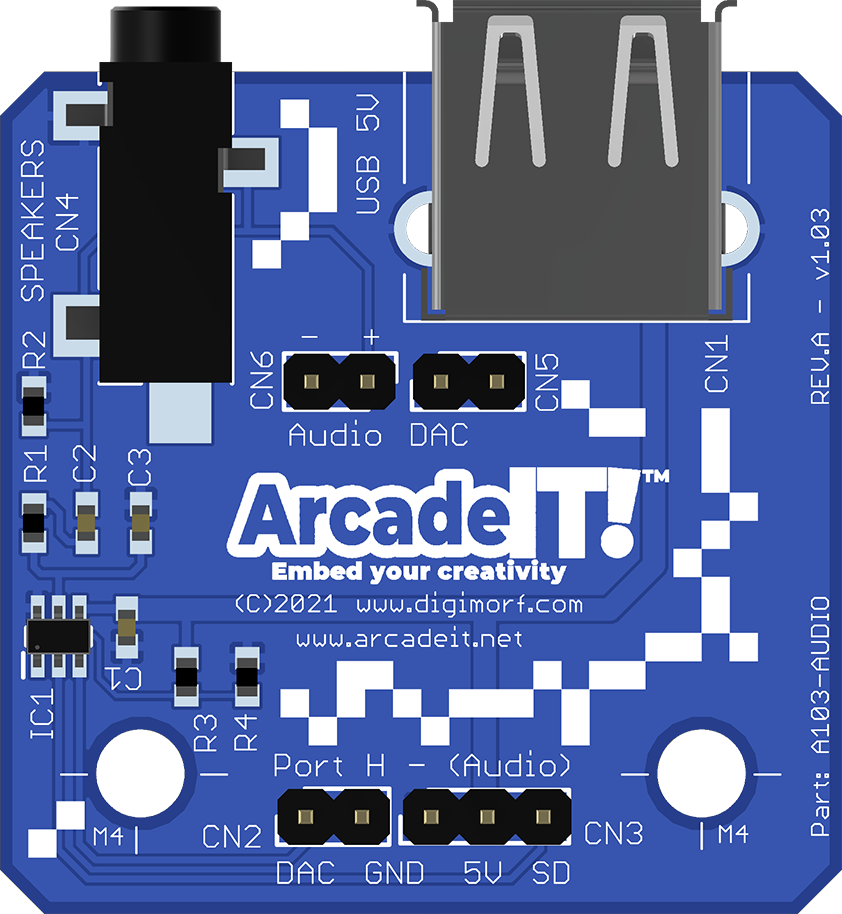 USB 5V
SPEAKERS
CN4
REV.A - v1.03
R2
- +
CN6
CN5
CN1
Audio DAC
R1
C2
C3
ArcadeIT!™
Embed your creativity
(C)2021 www.digimorf.com
www.arcadeit.net
C1
IC1
R3
R4
Part: A103-AUDIO
Port H - (Audio)
M4
CN2
CN3
M4
DAC GND 5V SD